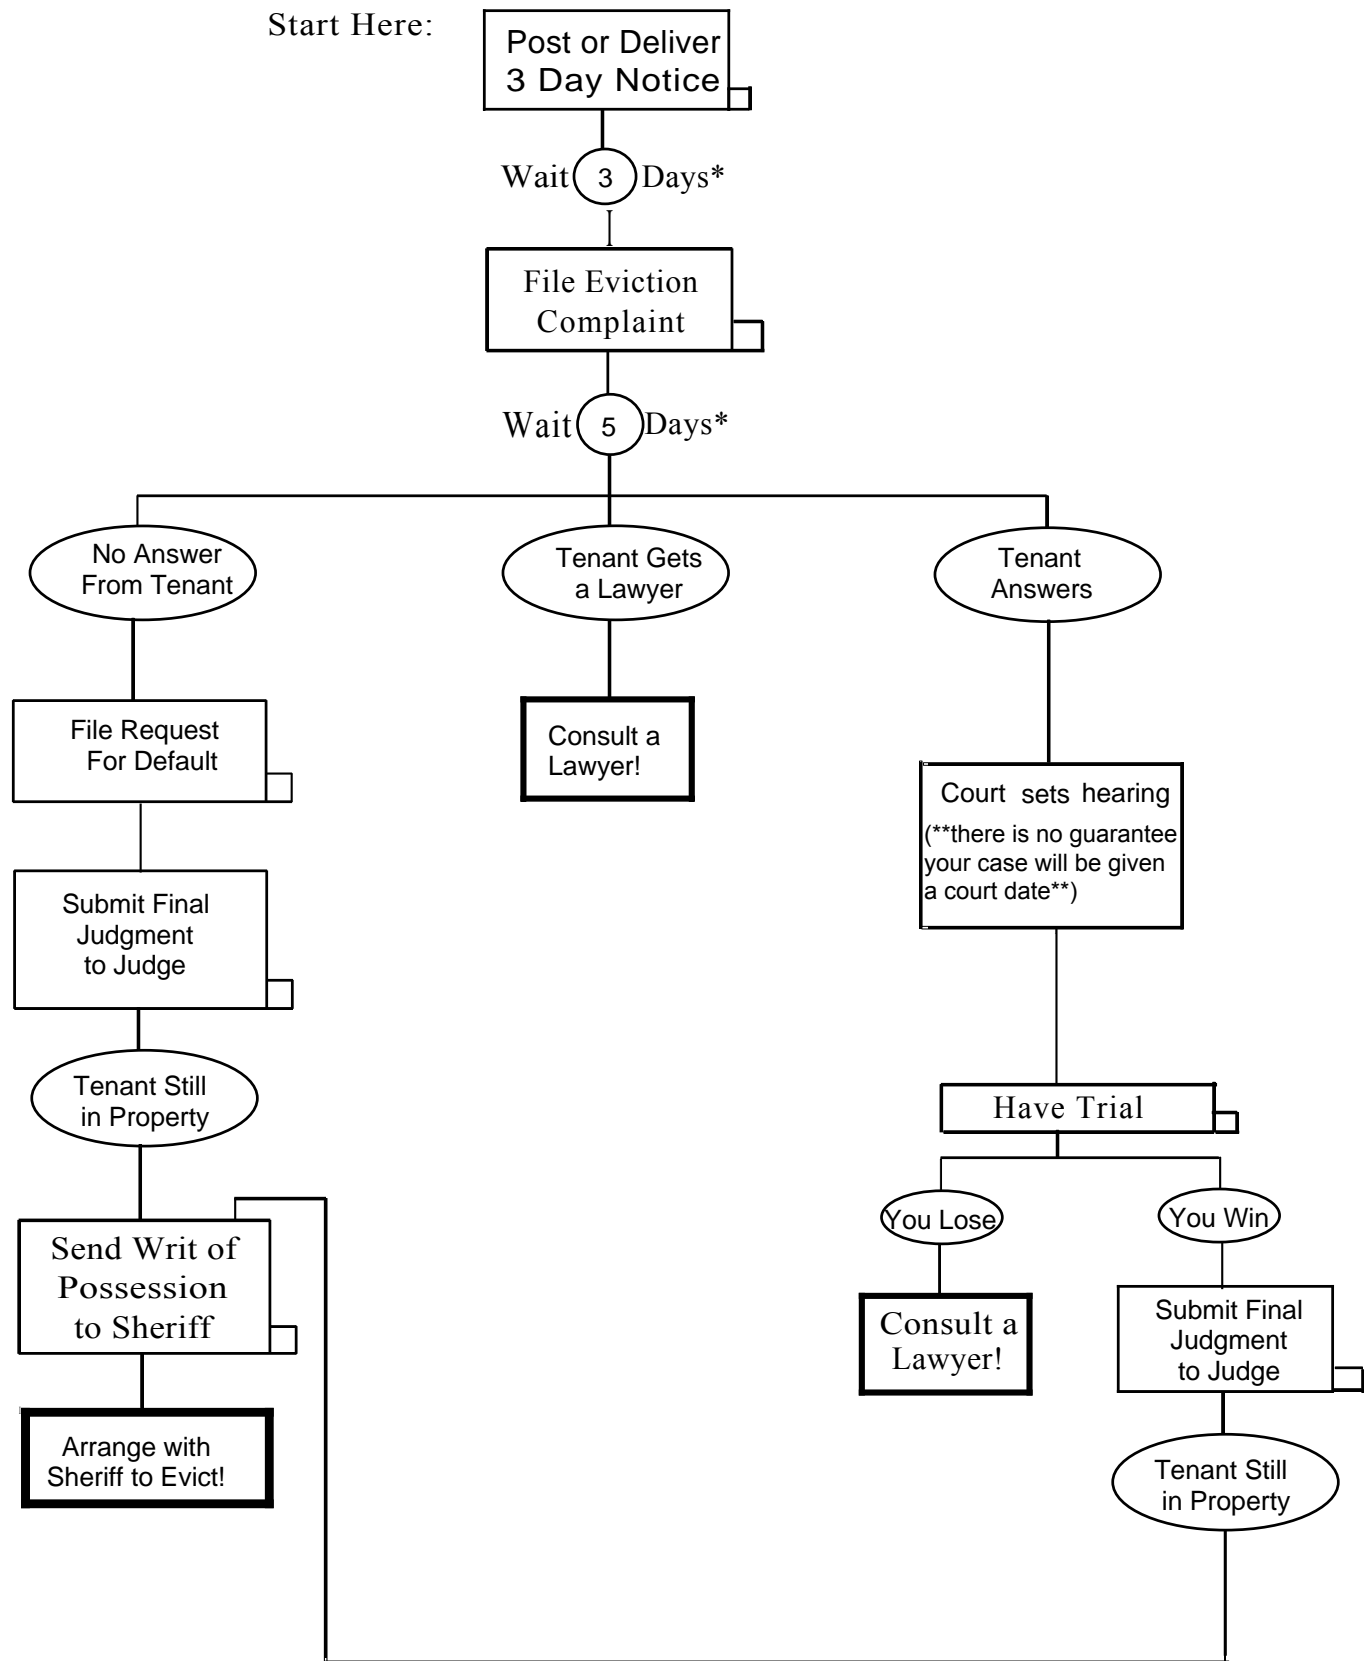 Start Here:
Post or Deliver
3 Day Notice
Wait 3 Days*
File Eviction
Complaint
Wait 5 Days*
No Answer
From Tenant
Tenant Gets
a Lawyer
Tenant
Answers
File Request
For Default
Consult a
Lawyer!
Court sets hearing
(**there is no guarantee
your case will be given
a court date**)
Submit Final
Judgment
to Judge
Tenant Still
in Property
Have Trial
You Lose
You Win
Send Writ of
Possession
to Sheriff
Consult a
Lawyer!
Submit Final
Judgment
to Judge
Arrange with
Sheriff to Evict!
Tenant Still
in Property